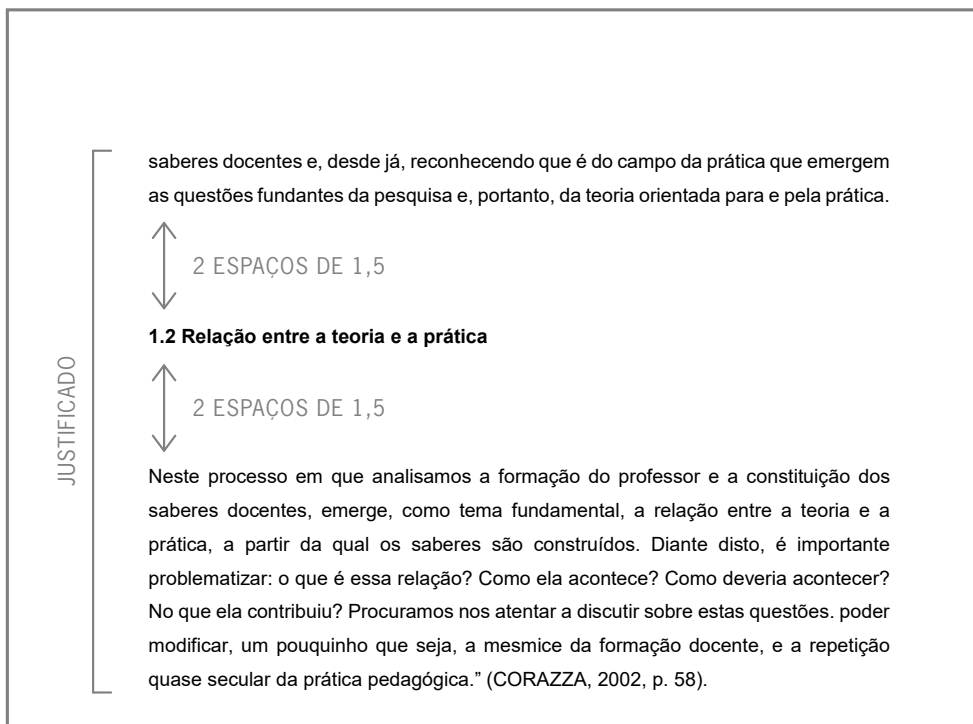 saberes docentes e, desde já, reconhecendo que é do campo da prática que emergem
as questões fundantes da pesquisa e, portanto, da teoria orientada para e pela prática.
2 ESPAÇOS DE 1,5
1.2 Relação entre a teoria e a prática
2 ESPAÇOS DE 1,5
JUSTIFICADO
Neste processo em que analisamos a formação do professor e a constituição dos
saberes docentes, emerge, como tema fundamental, a relação entre a teoria e a
prática, a partir da qual os saberes são construídos. Diante disto, é importante
problematizar: o que é essa relação? Como ela acontece? Como deveria acontecer?
No que ela contribuiu? Procuramos nos atentar a discutir sobre estas questões. poder
modificar, um pouquinho que seja, a mesmice da formação docente, e a repetição
quase secular da prática pedagógica.” (CORAZZA, 2002, p. 58).